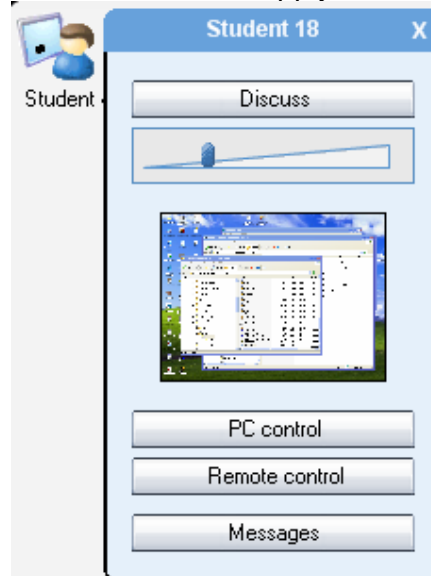 Student 18 X
Student
Discuss
PC control
Remote control
Messages